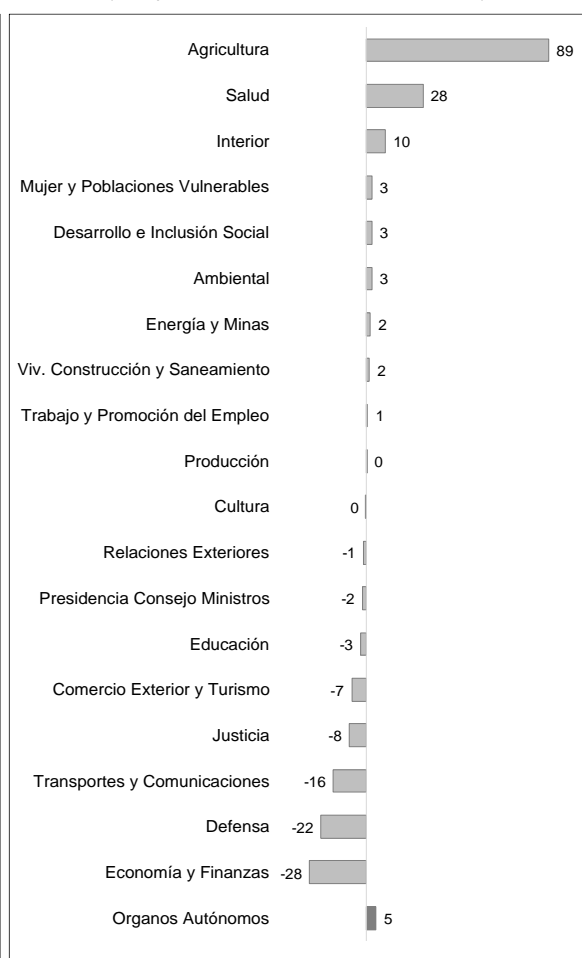 Agricultura 89
Salud 28
Interior 10
Mujer y Poblaciones Vulnerables 3
Desarrollo e Inclusión Social 3
Ambiental 3
Energía y Minas 2
Viv. Construcción y Saneamiento 2
Trabajo y Promoción del Empleo 1
Producción 0
Cultura 0
Relaciones Exteriores -1
Presidencia Consejo Ministros -2
Educación -3
Comercio Exterior y Turismo -7
Justicia -8
Transportes y Comunicaciones -16
Defensa -22
Economía y Finanzas -28
Organos Autónomos 5